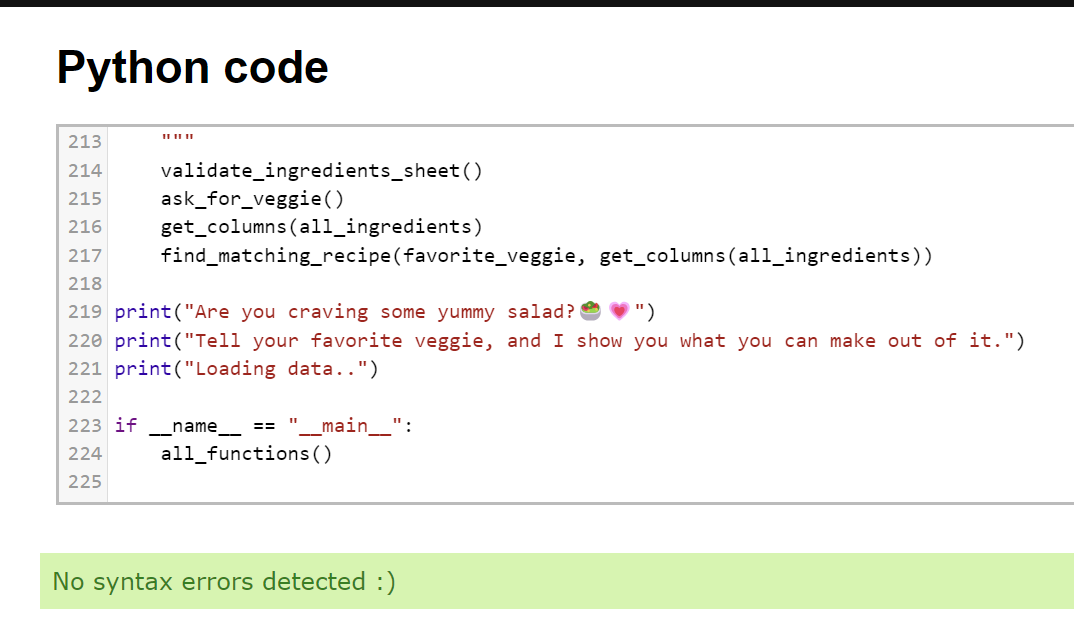 Python code
213     """
214     validate_ingredients_sheet()
215     ask_for_veggie()
216     get_columns(all_ingredients)
217     find_matching_recipe(favorite_veggie, get_columns(all_ingredients))
218
219 print("Are you craving some yummy salad?🥗 💗 ")
220 print("Tell your favorite veggie, and I show you what you can make out of it.")
221 print("Loading data..")
222
223 if __name__ == "__main__":
224     all_functions()
225
No syntax errors detected :)